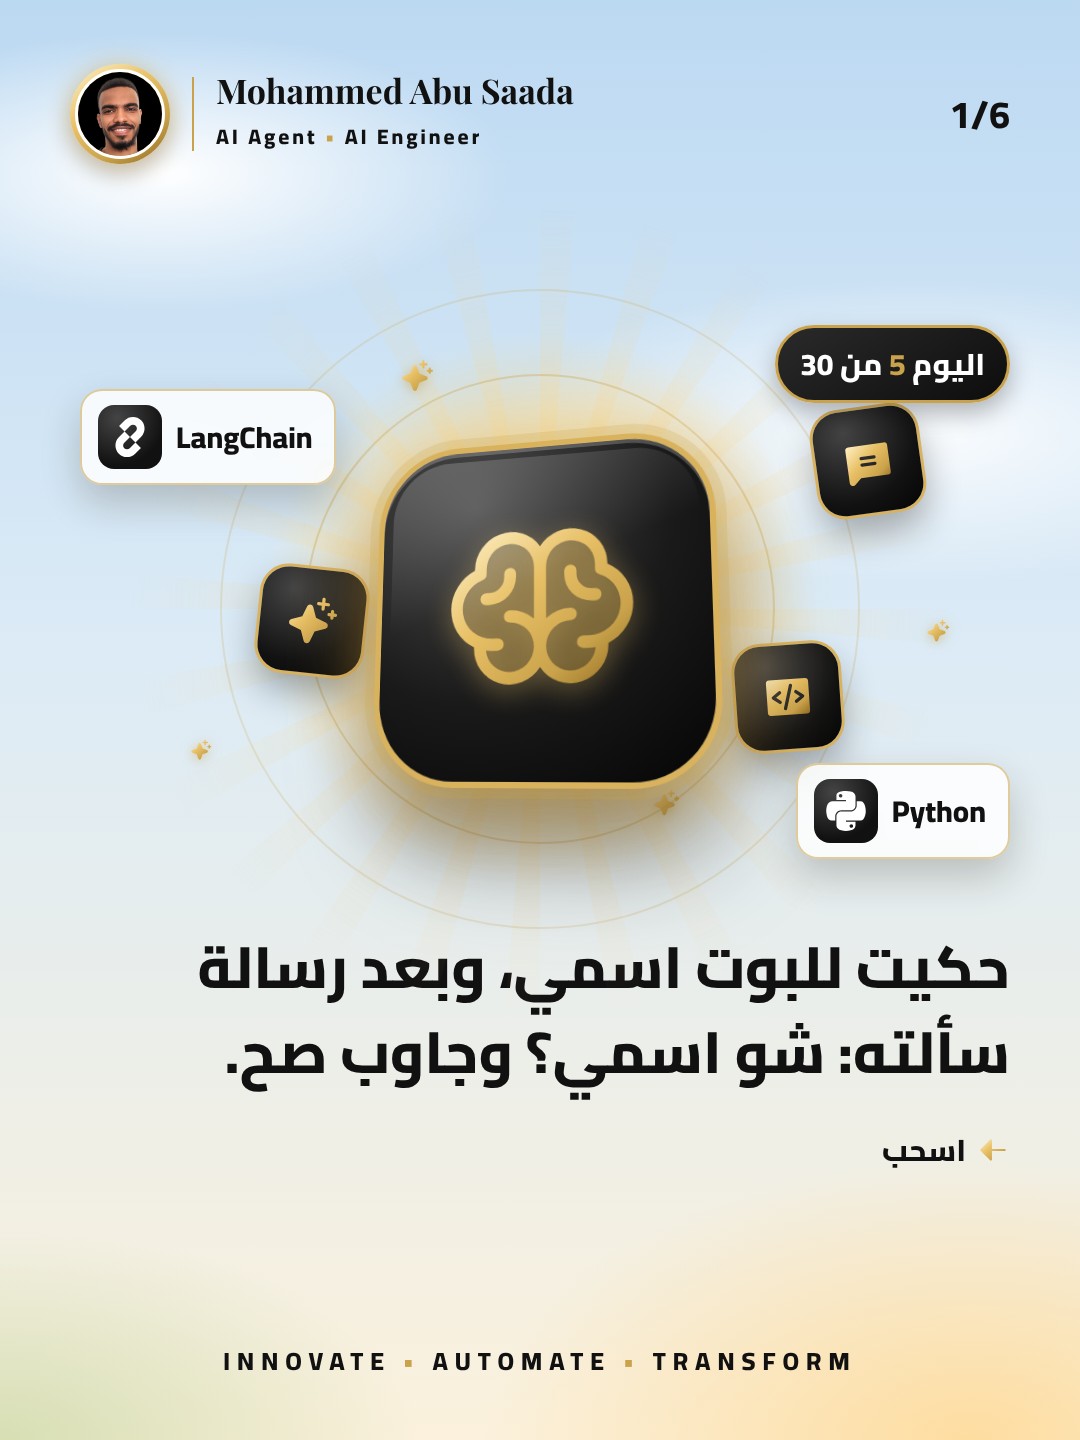 Mohammed Abu Saada
AI Agent ▪ AI Engineer
1/6
اليوم 5 من 30
LangChain
</>
Python
حكيت للبوت اسمي، وبعد رسالة
سألته: شو اسمي؟ وجاوب صح.
← اسحب
INNOVATE ▪ AUTOMATE ▪ TRANSFORM